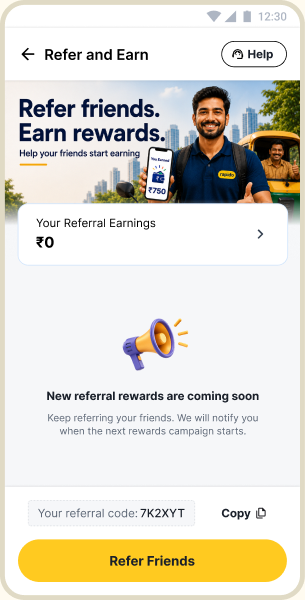 12:30
Refer and Earn
Help
Refer friends.
Earn rewards.
Help your friends start earning
You Earned
₹750
rapido
Your Referral Earnings
₹0
New referral rewards are coming soon
Keep referring your friends. We will notify you
when the next rewards campaign starts.
Your referral code: 7K2XYT
Copy
Refer Friends